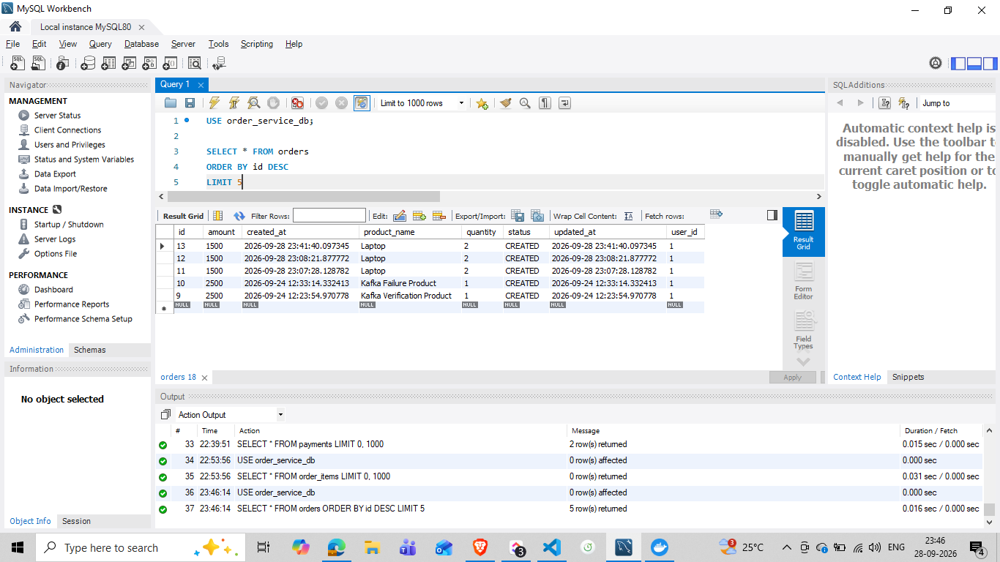 MySQL Workbench
Local instance MySQL80
File Edit View Query Database Server Tools Scripting Help
Navigator
MANAGEMENT
Server Status
Client Connections
Users and Privileges
Status and System Variables
Data Export
Data Import/Restore
INSTANCE
Startup / Shutdown
Server Logs
Options File
PERFORMANCE
Dashboard
Performance Reports
Performance Schema Setup
Administration Schemas
Information
No object selected
Object Info Session
Query 1
Limit to 1000 rows
1 USE order_service_db;
2
3 SELECT * FROM orders
4 ORDER BY id DESC
5 LIMIT 5
Result Grid Filter Rows: Edit: Export/Import: Wrap Cell Content: Fetch rows:
id amount created_at product_name quantity status updated_at user_id
13 1500 2026-09-28 23:41:40.097345 Laptop 2 CREATED 2026-09-28 23:41:40.097345 1
12 1500 2026-09-28 23:08:21.877772 Laptop 2 CREATED 2026-09-28 23:08:21.877772 1
11 1500 2026-09-28 23:07:28.128782 Laptop 2 CREATED 2026-09-28 23:07:28.128782 1
10 2500 2026-09-24 12:33:14.332413 Kafka Failure Product 1 CREATED 2026-09-24 12:33:14.332413 1
9 2500 2026-09-24 12:23:54.970778 Kafka Verification Product 1 CREATED 2026-09-24 12:23:54.970778 1
NULL NULL NULL NULL NULL NULL NULL NULL
Result
Grid
Form
Editor
Field
Types
orders 18
Apply
SQLAdditions
Jump to
Automatic context help is
disabled. Use the toolbar to
manually get help for the
current caret position or to
toggle automatic help.
Context Help Snippets
Output
Action Output
# Time Action Message Duration / Fetch
33 22:39:51 SELECT * FROM payments LIMIT 0, 1000 2 row(s) returned 0.015 sec / 0.000 sec
34 22:53:56 USE order_service_db 0 row(s) affected 0.000 sec
35 22:53:56 SELECT * FROM order_items LIMIT 0, 1000 0 row(s) returned 0.031 sec / 0.000 sec
36 23:46:14 USE order_service_db 0 row(s) affected 0.000 sec
37 23:46:14 SELECT * FROM orders ORDER BY id DESC LIMIT 5 5 row(s) returned 0.016 sec / 0.000 sec
Type here to search
3
3
25°C
ENG
23:46
28-09-2026
4